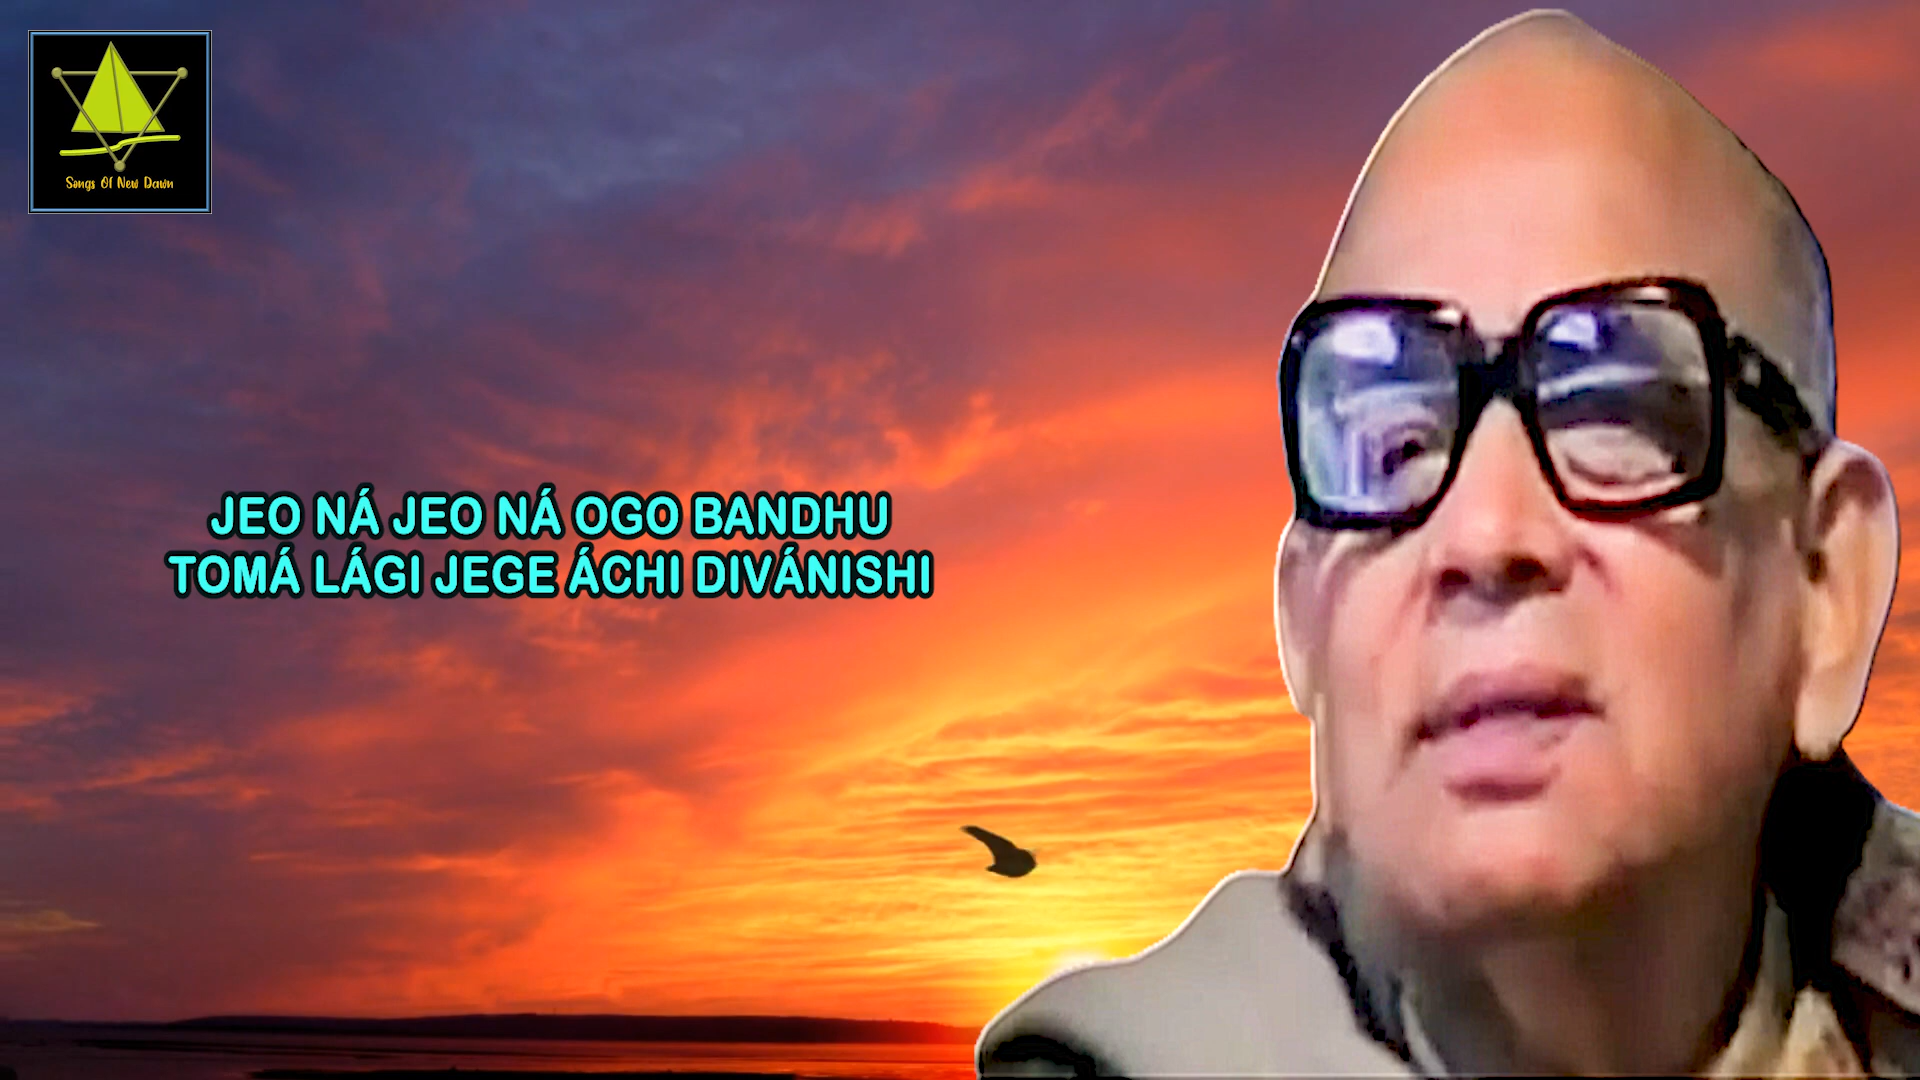 Songs Of New Dawn
JEO NÁ JEO NÁ OGO BANDHU
TOMÁ LÁGI JEGE ÁCHI DIVÁNISHI